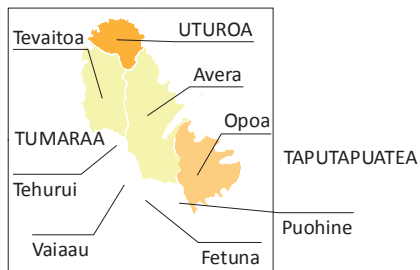 UTUROA
Tevaitoa
Avera
Opoa
TUMARAA
TAPUTAPUATEA
Tehurui
Puohine
Vaiaau
Fetuna